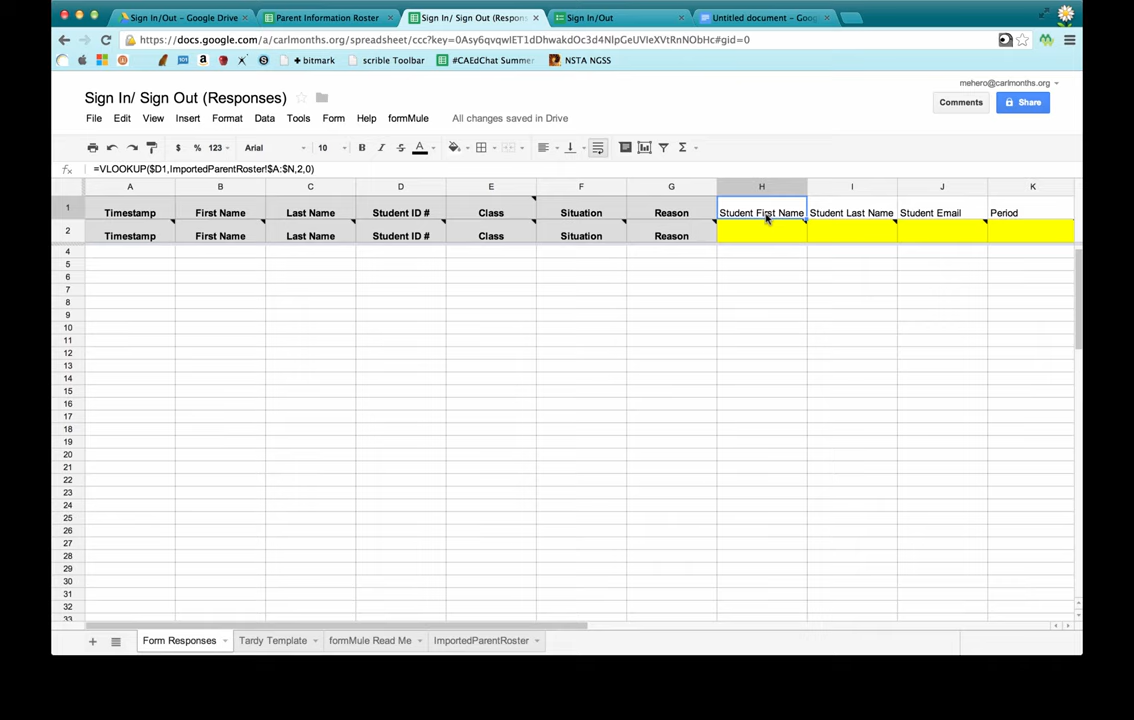 Sign In/Out - Google Drive
Parent Information Roster
Sign In/ Sign Out (Respons
Sign In/Out
Untitled document - Google
https://docs.google.com/a/carlmonths.org/spreadsheet/ccc?key=0Asy6qvqwIET1dDhwakdOc3d4NlpGeUVIeXVtRnNObHc#gid=0
+ bitmark
scrible Toolbar
#CAEdChat Summer
NSTA NGSS
mehero@carlmonths.org
Sign In/ Sign Out (Responses)
Comments
Share
File Edit View Insert Format Data Tools Form Help formMule All changes saved in Drive
$ % 123 Arial 10 B I S A Σ
fx =VLOOKUP($D1,ImportedParentRoster!$A:$N,2,0)
A B C D E F G H I J K
1 Timestamp First Name Last Name Student ID # Class Situation Reason Student First Name Student Last Name Student Email Period
2 Timestamp First Name Last Name Student ID # Class Situation Reason
4
5
6
7
8
9
10
11
12
13
14
15
16
17
18
19
20
21
22
23
24
25
26
27
28
29
30
31
32
33
+ Form Responses Tardy Template formMule Read Me ImportedParentRoster